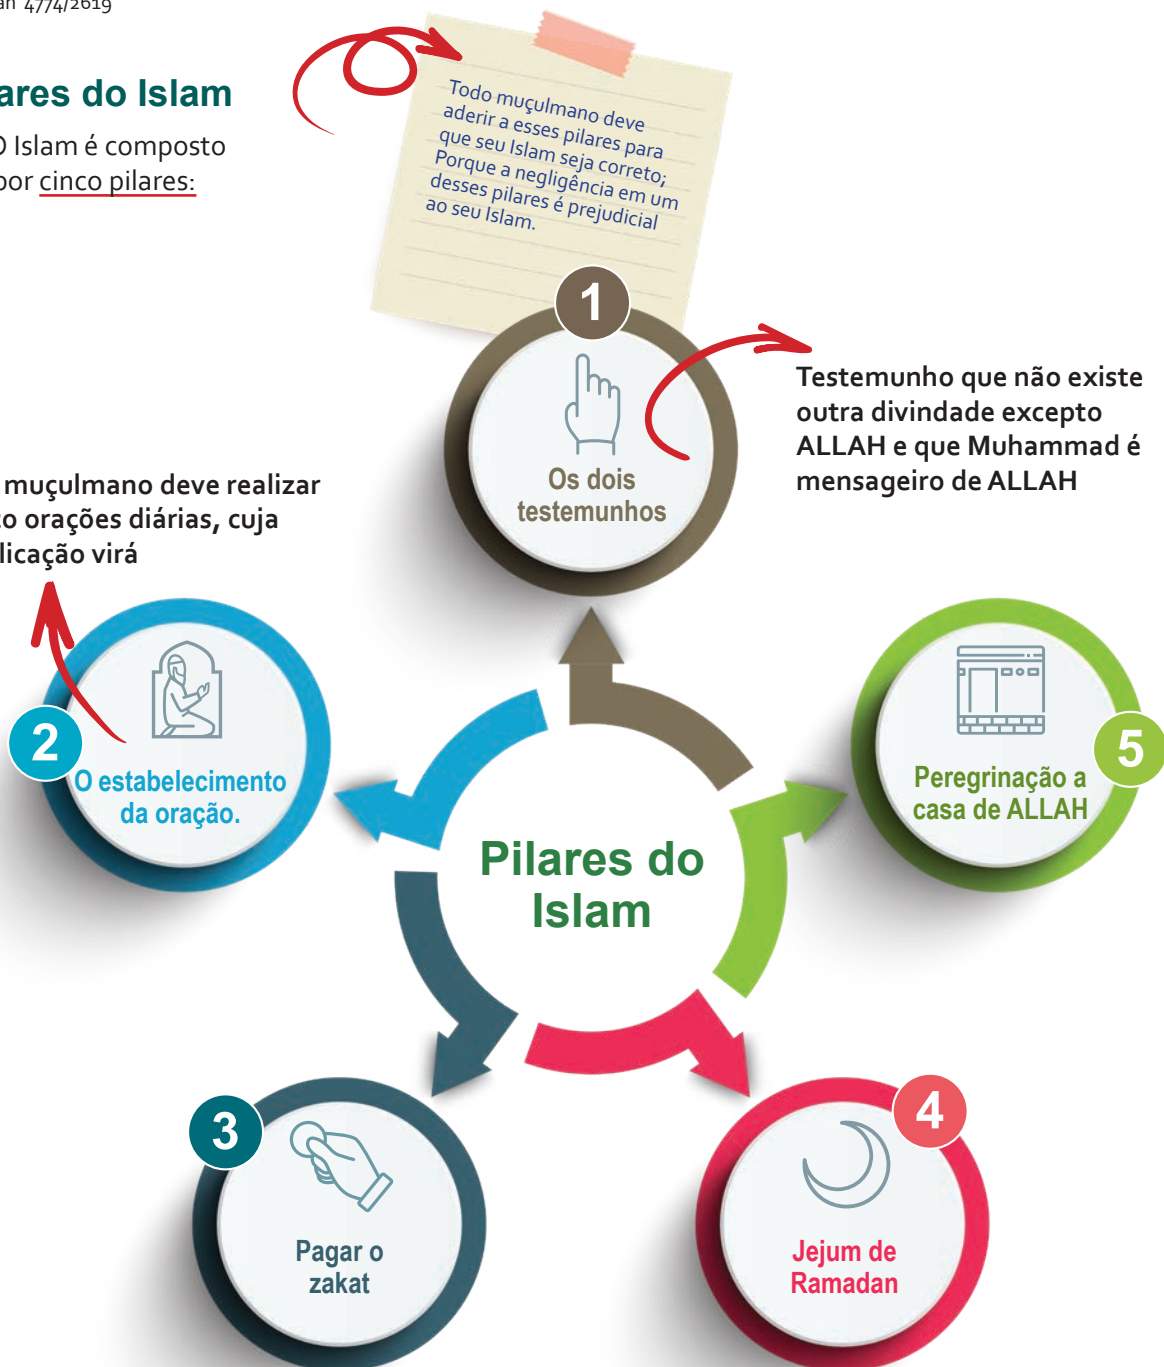 4774/2619
ares do Islam
O Islam é composto
por cinco pilares:
Todo muçulmano deve
aderir a esses pilares para
que seu Islam seja correto;
Porque a negligência em um
desses pilares é prejudicial
ao seu Islam.
1
Os dois
testemunhos
Testemunho que não existe
outra divindade excepto
ALLAH e que Muhammad é
mensageiro de ALLAH
muçulmano deve realizar
o orações diárias, cuja
licação virá
2
O estabelecimento
da oração.
5
Peregrinação a
casa de ALLAH
Pilares do
Islam
3
Pagar o
zakat
4
Jejum de
Ramadan